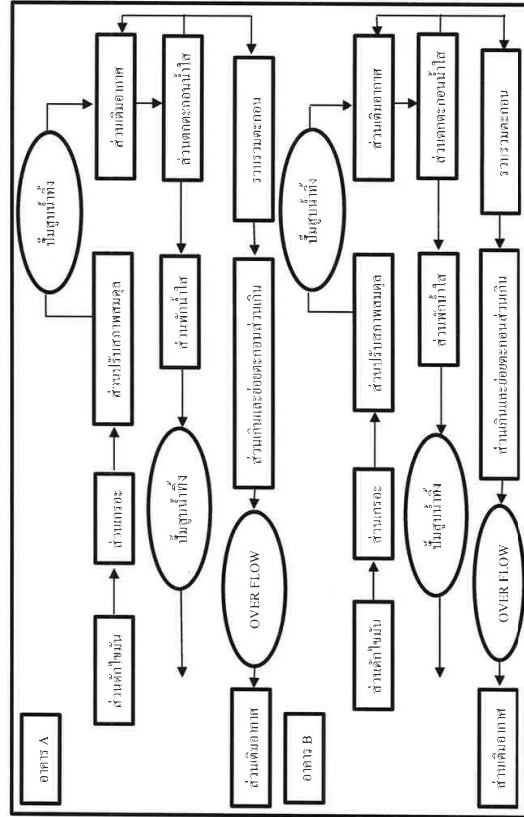 อาคาร A
ส่วนดักไขมัน
ส่วนเกรอะ
ส่วนปรับสภาพสมดุล
ปั๊มสูบน้ำทิ้ง
ส่วนเติมอากาศ
ส่วนตกตะกอนน้ำใส
ส่วนพักน้ำใส
ปั๊มสูบน้ำทิ้ง
รวบรวมตะกอน
ส่วนเก็บและย่อยตะกอนส่วนเกิน
OVER FLOW
ส่วนเติมอากาศ
อาคาร B
ส่วนดักไขมัน
ส่วนเกรอะ
ส่วนปรับสภาพสมดุล
ปั๊มสูบน้ำทิ้ง
ส่วนเติมอากาศ
ส่วนตกตะกอนน้ำใส
ส่วนพักน้ำใส
ปั๊มสูบน้ำทิ้ง
รวบรวมตะกอน
ส่วนเก็บและย่อยตะกอนส่วนเกิน
OVER FLOW
ส่วนเติมอากาศ